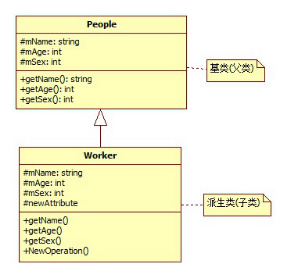 People
#mName: string
#mAge: int
#mSex: int
+getName(): string
+getAge(): int
+getSex(): int
基类(父类)
Worker
#mName: string
#mAge: int
#mSex: int
#newAttribute
+getName()
+getAge()
+getSex()
+NewOperation()
派生类(子类)